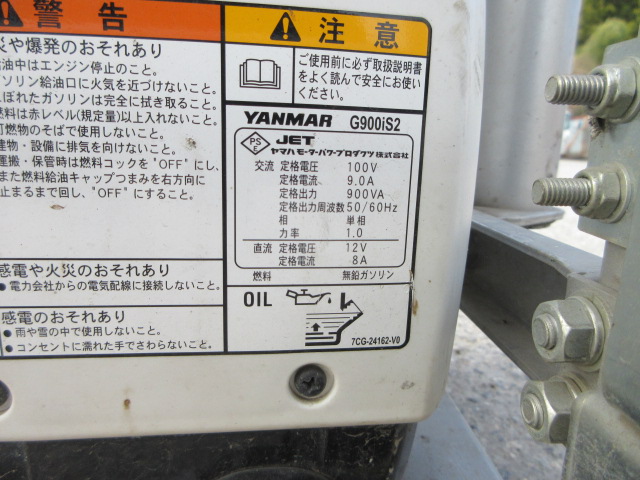 警告
災や爆発のおそれあり
給油中はエンジン停止のこと。
ガソリン給油口に火を近づけないこと。
こぼれたガソリンは完全に拭き取ること。
燃料は赤レベル(規定量)以上入れないこと。
可燃物のそばで使用しないこと。
建物・設備に排気を向けないこと。
運搬・保管時は燃料コックを"OFF"にし、
また燃料給油キャップつまみを右方向に
止まるまで回し、"OFF"にすること。
感電や火災のおそれあり
電力会社からの電気配線に接続しないこと。
感電のおそれあり
雨や雪の中で使用しないこと。
コンセントに濡れた手でさわらないこと。
注意
ご使用前に必ず取扱説明書
をよく読んで安全にお使い
ください。
YANMAR G900iS2
PS
E
JET
ヤマハモーターパワープロダクツ株式会社
交流 定格電圧 100V
定格電流 9.0A
定格出力 900VA
定格出力周波数 50/60Hz
相 単相
力率 1.0
直流 定格電圧 12V
定格電流 8A
燃料 無鉛ガソリン
OIL
7CG-24162-V0